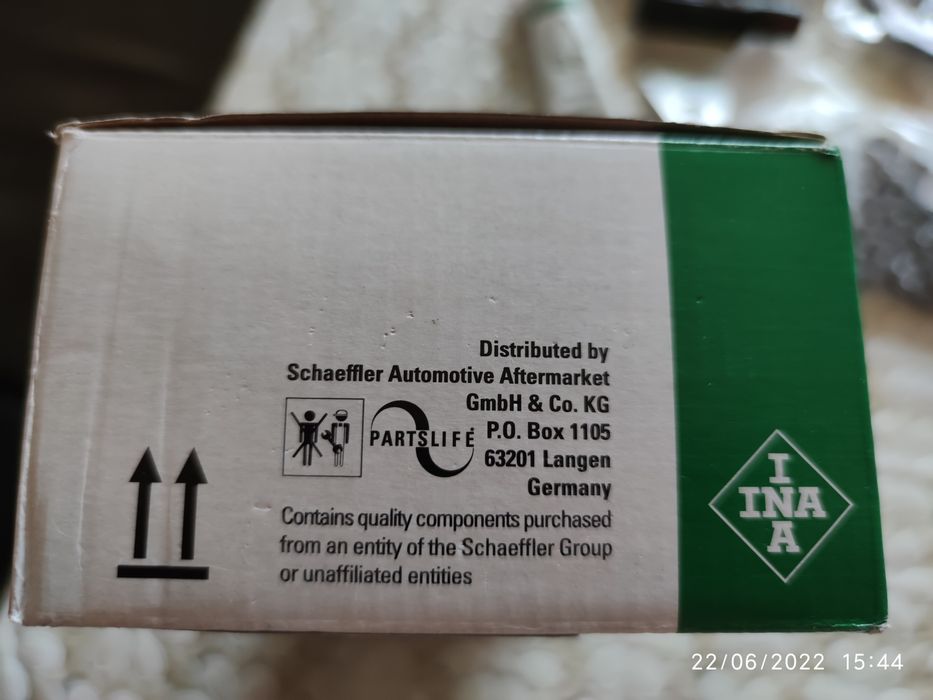 Distributed by
Schaeffler Automotive Aftermarket
GmbH & Co. KG
PARTSLIFE
P.O. Box 1105
63201 Langen
Germany
Contains quality components purchased
from an entity of the Schaeffler Group
or unaffiliated entities
I
INA
A
22/06/2022 15:44